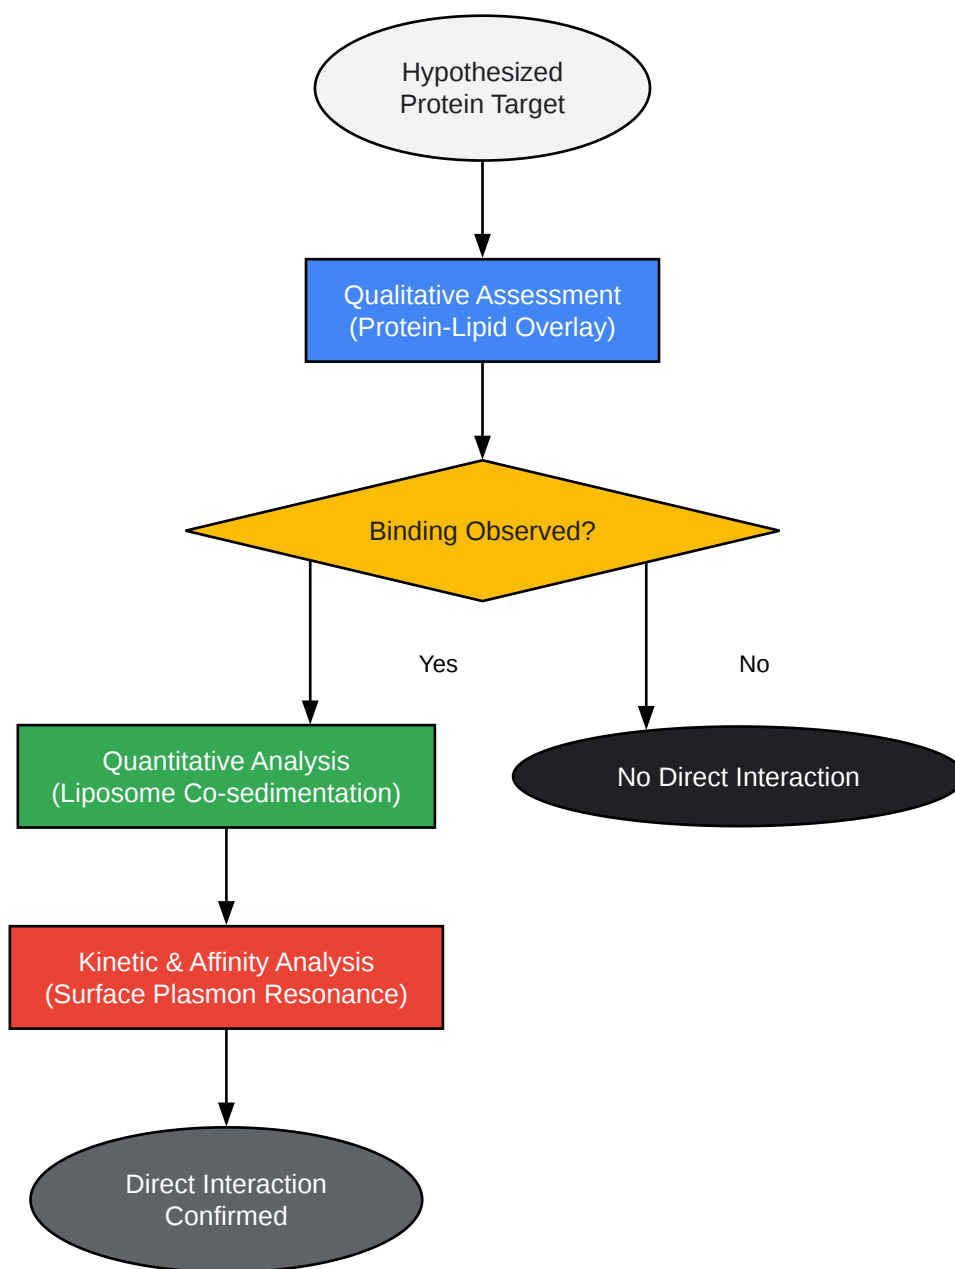 Hypothesized
Protein Target
Qualitative Assessment
(Protein-Lipid Overlay)
Binding Observed?
Yes
No
Quantitative Analysis
(Liposome Co-sedimentation)
No Direct Interaction
Kinetic & Affinity Analysis
(Surface Plasmon Resonance)
Direct Interaction
Confirmed